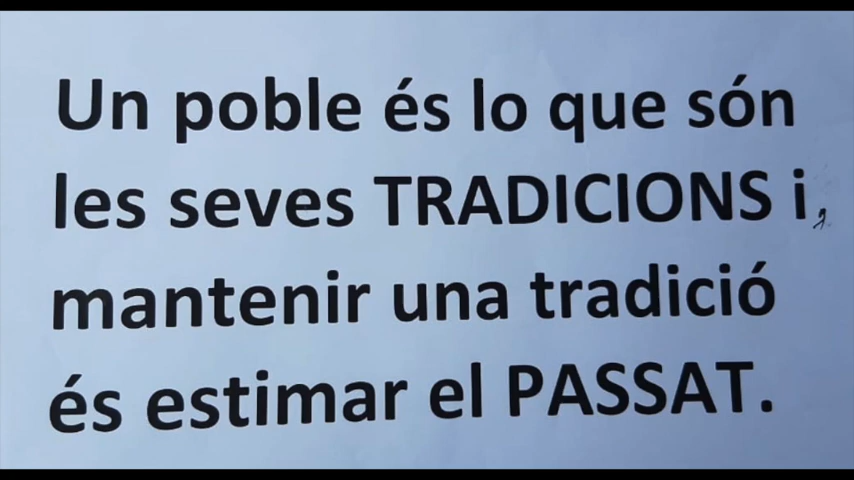 Un poble és lo que són
les seves TRADICIONS i,
mantenir una tradició
és estimar el PASSAT.